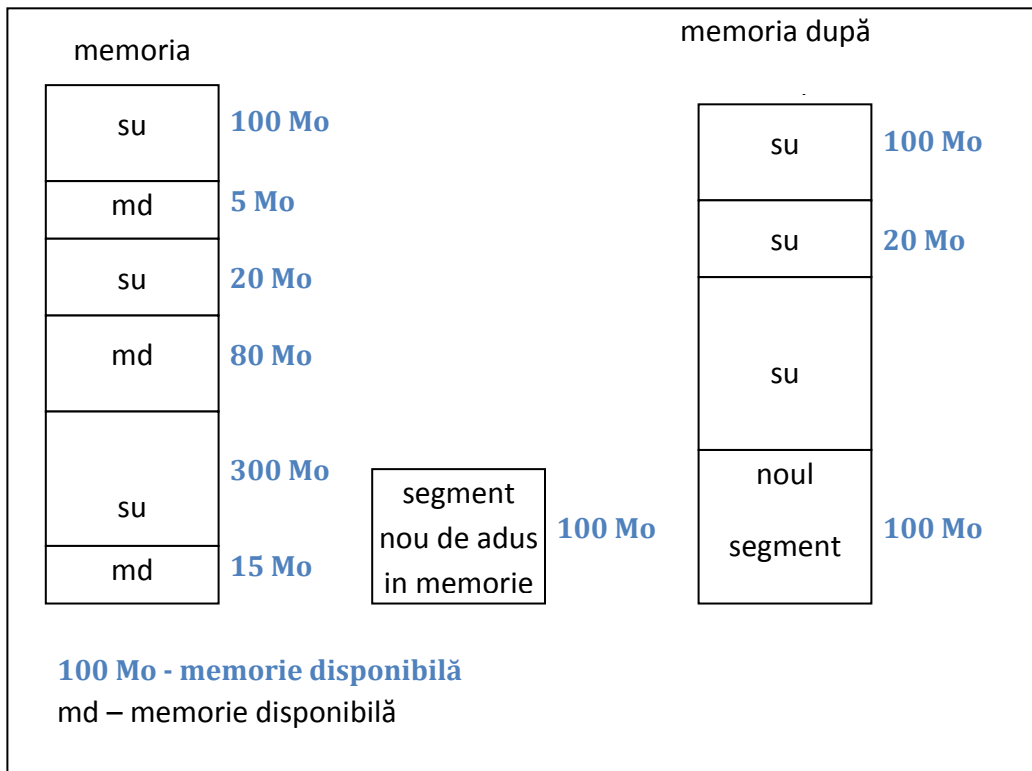 memoria
su 100 Mo
md 5 Mo
su 20 Mo
md 80 Mo
300 Mo
su
md 15 Mo
segment
nou de adus
in memorie
100 Mo
memoria după
su 100 Mo
su 20 Mo
su
noul
segment 100 Mo
100 Mo - memorie disponibilă
md – memorie disponibilă